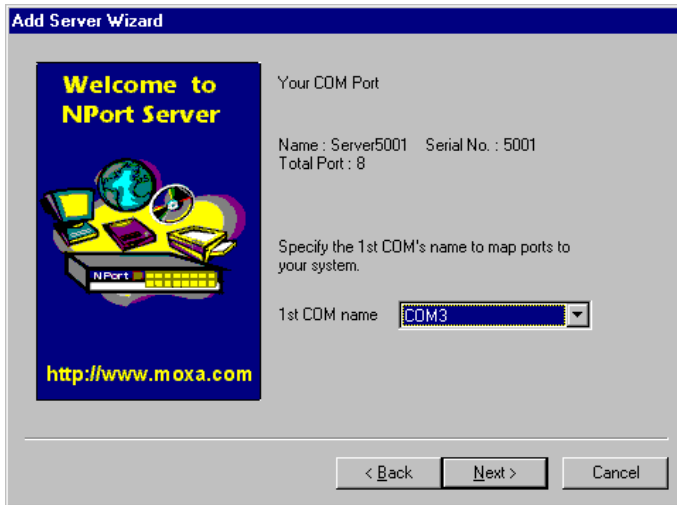 Add Server Wizard
Welcome to
NPort Server
NPort
http://www.moxa.com
Your COM Port
Name : Server5001 Serial No. : 5001
Total Port : 8
Specify the 1st COM's name to map ports to
your system.
1st COM name COM3
< Back Next > Cancel